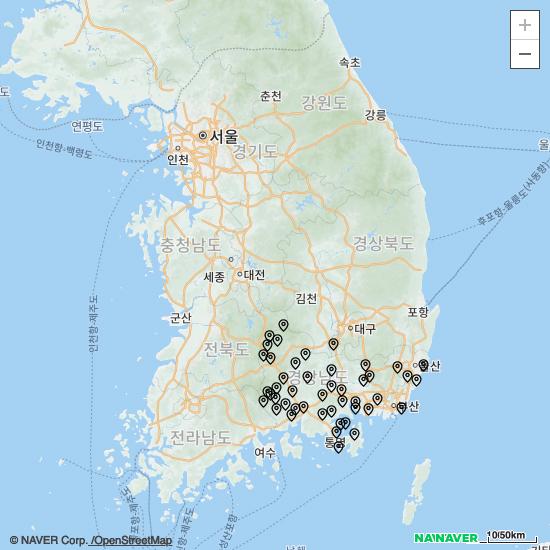 속초
춘천
강원도
강릉
연평도
서울
인천
경기도
인천항-백령도
울
후포항-울릉도(사동항)
충청남도
경상북도
세종
대전
인천항-제주도
김천
포항
군산
대구
전북도
경상남도
전라남도
통영
여수
© NAVER Corp. /OpenStreetMap
NAVER
10/50km